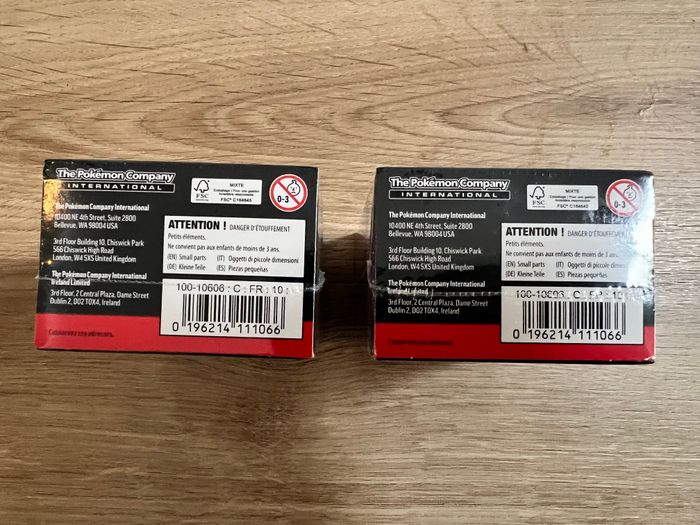 The Pokémon Company
INTERNATIONAL
The Pokémon Company International
10400 NE 4th Street, Suite 2800
Bellevue, WA 98004 USA
3rd Floor Building 10, Chiswick Park
566 Chiswick High Road
London, W4 5XS United Kingdom
The Pokémon Company International
Ireland Limited
3rd Floor, 2 Central Plaza, Dame Street
Dublin 2, D02 T0X4, Ireland
FSC
MIXTE
FSC® C164645
0-3
ATTENTION ! DANGER D'ÉTOUFFEMENT
Petits éléments.
Ne convient pas aux enfants de moins de 3 ans.
(EN) Small parts (IT) Oggetti di piccole dimensioni
(DE) Kleine Teile (ES) Piezas pequeñas
100-10606 : C : FR : 10 :
0 196214 111066
The Pokémon Company
INTERNATIONAL
The Pokémon Company International
10400 NE 4th Street, Suite 2800
Bellevue, WA 98004 USA
3rd Floor Building 10, Chiswick Park
566 Chiswick High Road
London, W4 5XS United Kingdom
The Pokémon Company International
Ireland Limited
3rd Floor, 2 Central Plaza, Dame Street
Dublin 2, D02 T0X4, Ireland
FSC
MIXTE
0-3
ATTENTION ! DANGER D'ÉTOUFFEMENT
Petits éléments.
Ne convient pas aux enfants de moins de 3 ans.
(EN) Small parts (IT) Oggetti di piccole dimensioni
(DE) Kleine Teile (ES) Piezas pequeñas
0 196214 111066